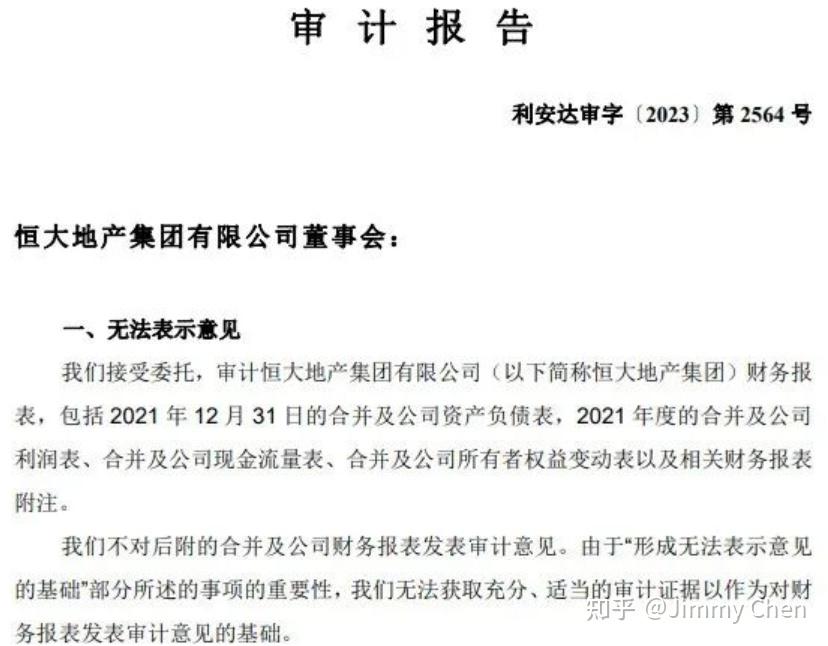 审 计 报 告
利安达审字〔2023〕第 2564 号
恒大地产集团有限公司董事会：
一、无法表示意见
我们接受委托，审计恒大地产集团有限公司（以下简称恒大地产集团）财务报
表，包括 2021 年 12 月 31 日的合并及公司资产负债表，2021 年度的合并及公司
利润表、合并及公司现金流量表、合并及公司所有者权益变动表以及相关财务报表
附注。
我们不对后附的合并及公司财务报表发表审计意见。由于“形成无法表示意见
的基础”部分所述的事项的重要性，我们无法获取充分、适当的审计证据以作为对财
务报表发表审计意见的基础。
知乎 @Jimmy Chen